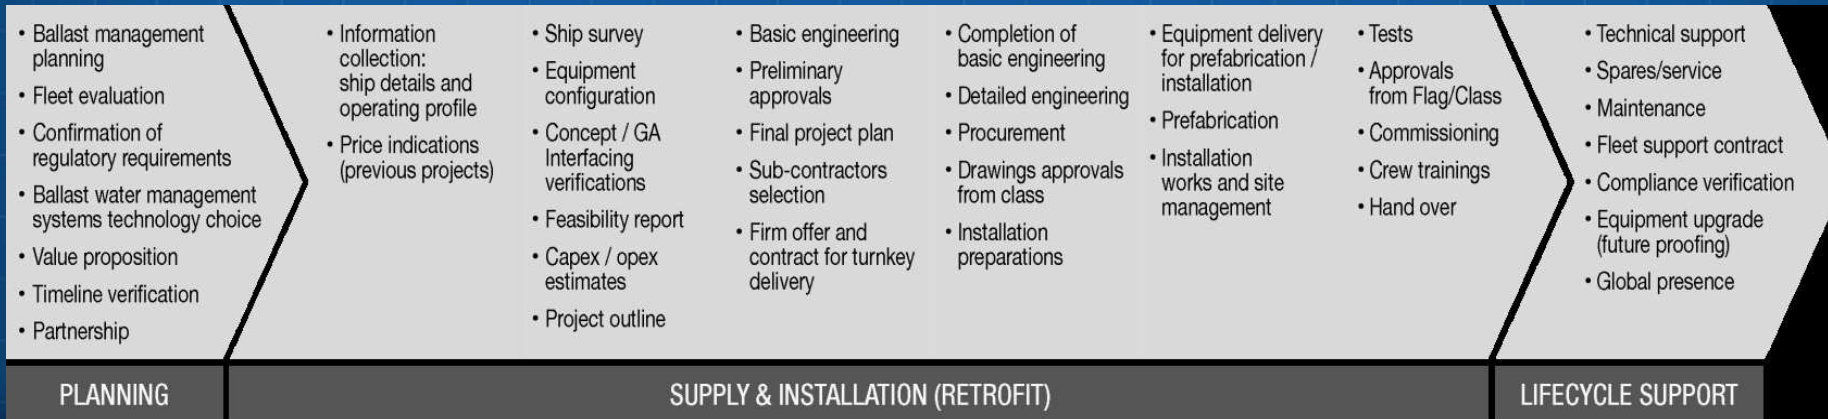 • Ballast management
planning
• Fleet evaluation
• Confirmation of
regulatory requirements
• Ballast water management
systems technology choice
• Value proposition
• Timeline verification
• Partnership
• Information
collection:
ship details and
operating profile
• Price indications
(previous projects)
• Ship survey
• Equipment
configuration
• Concept / GA
Interfacing
verifications
• Feasibility report
• Capex / opex
estimates
• Project outline
• Basic engineering
• Preliminary
approvals
• Final project plan
• Sub-contractors
selection
• Firm offer and
contract for turnkey
delivery
• Completion of
basic engineering
• Detailed engineering
• Procurement
• Drawings approvals
from class
• Installation
preparations
• Equipment delivery
for prefabrication /
installation
• Prefabrication
• Installation
works and site
management
• Tests
• Approvals
from Flag/Class
• Commissioning
• Crew trainings
• Hand over
• Technical support
• Spares/service
• Maintenance
• Fleet support contract
• Compliance verification
• Equipment upgrade
(future proofing)
• Global presence
PLANNING
SUPPLY & INSTALLATION (RETROFIT)
LIFECYCLE SUPPORT